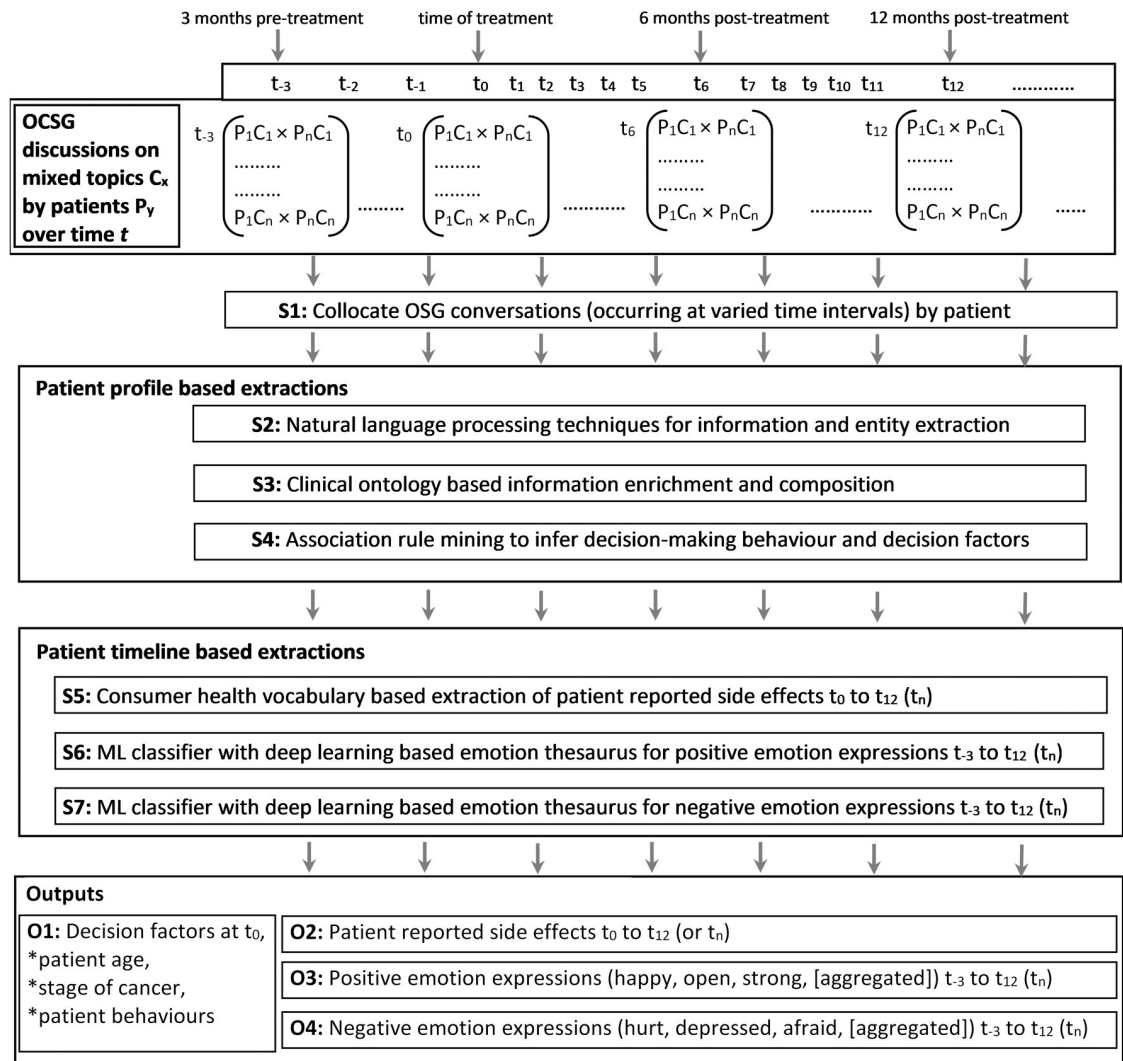 3 months pre-treatment time of treatment 6 months post-treatment 12 months post-treatment
t-3 t-2 t-1 t0 t1 t2 t3 t4 t5 t6 t7 t8 t9 t10 t11 t12 …………
OCSG
discussions on
mixed topics Cx
by patients Py
over time t
t-3 P1C1 × PnC1
………
………
P1Cn × PnCn
………
t0 P1C1 × PnC1
………
………
P1Cn × PnCn
…………
t6 P1C1 × PnC1
………
………
P1Cn × PnCn
…………
t12 P1C1 × PnC1
………
………
P1Cn × PnCn
……
S1: Collocate OSG conversations (occurring at varied time intervals) by patient
Patient profile based extractions
S2: Natural language processing techniques for information and entity extraction
S3: Clinical ontology based information enrichment and composition
S4: Association rule mining to infer decision-making behaviour and decision factors
Patient timeline based extractions
S5: Consumer health vocabulary based extraction of patient reported side effects t0 to t12 (tn)
S6: ML classifier with deep learning based emotion thesaurus for positive emotion expressions t-3 to t12 (tn)
S7: ML classifier with deep learning based emotion thesaurus for negative emotion expressions t-3 to t12 (tn)
Outputs
O1: Decision factors at t0,
*patient age,
*stage of cancer,
*patient behaviours
O2: Patient reported side effects t0 to t12 (or tn)
O3: Positive emotion expressions (happy, open, strong, [aggregated]) t-3 to t12 (tn)
O4: Negative emotion expressions (hurt, depressed, afraid, [aggregated]) t-3 to t12 (tn)